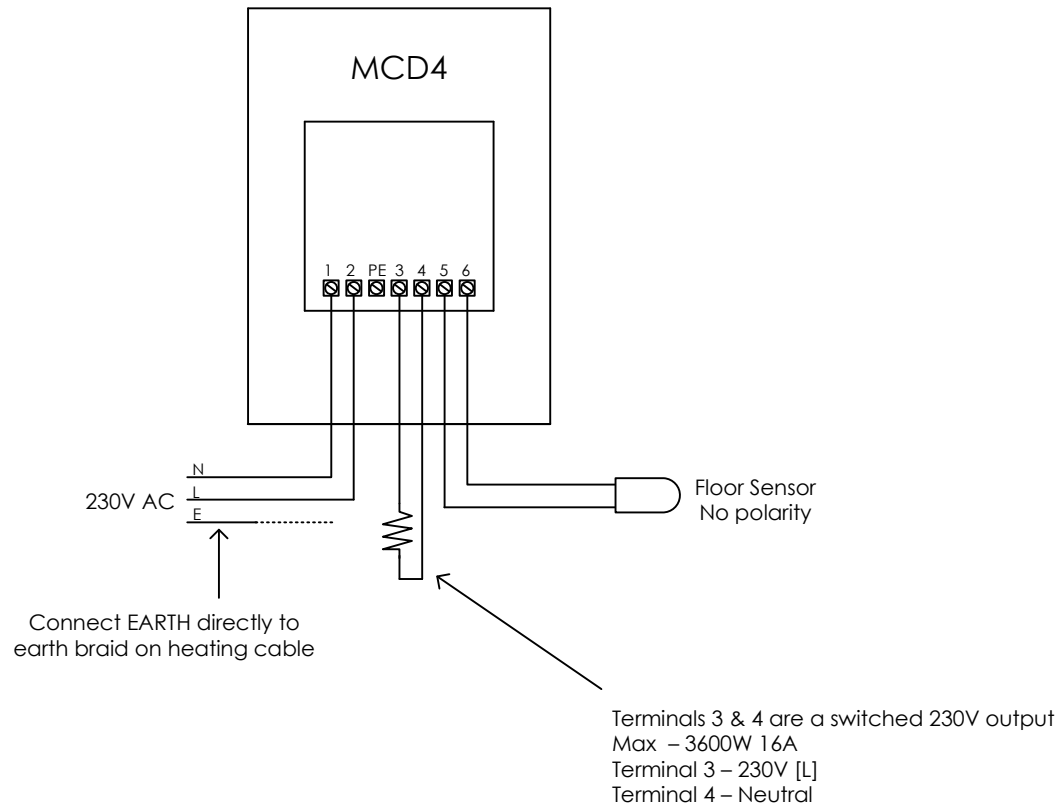 MCD4
1 2 PE 3 4 5 6
N
L
E
230V AC
Floor Sensor
No polarity
Connect EARTH directly to
earth braid on heating cable
Terminals 3 & 4 are a switched 230V output
Max – 3600W 16A
Terminal 3 – 230V [L]
Terminal 4 – Neutral